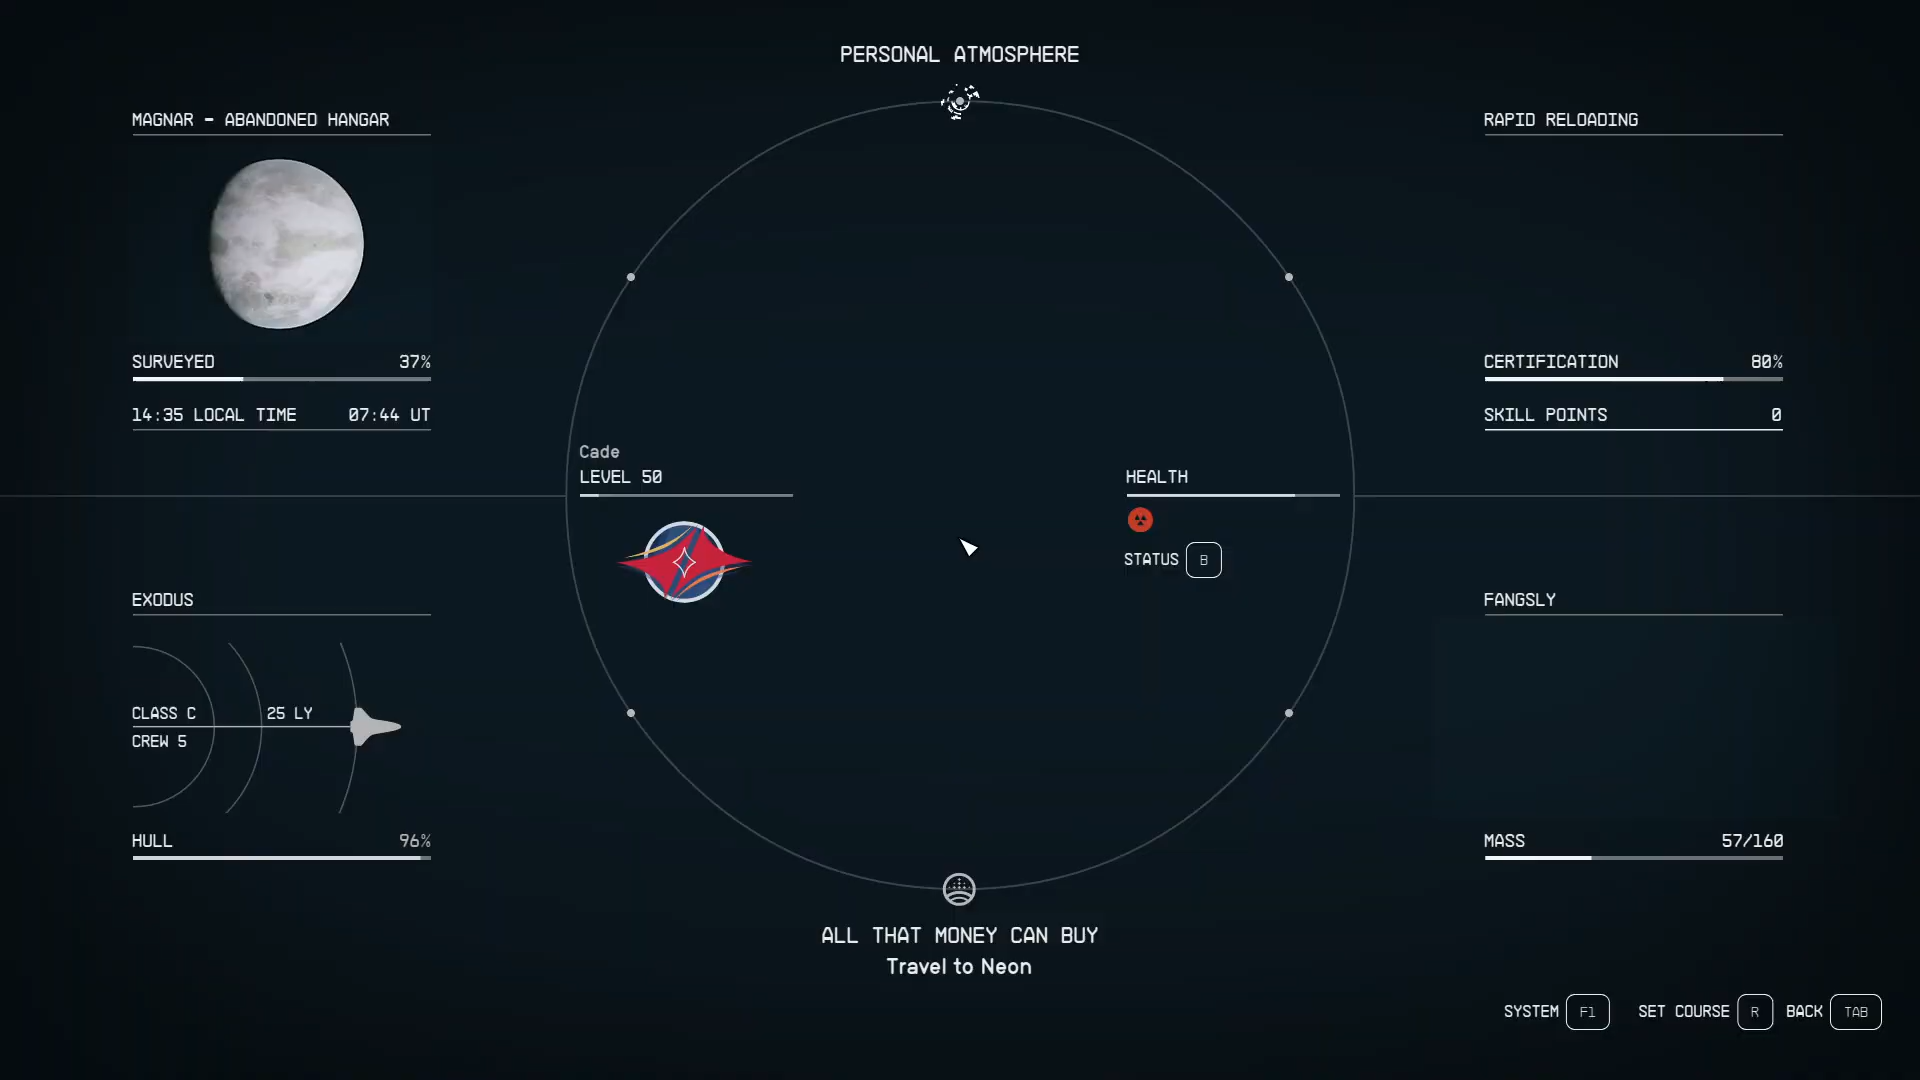 PERSONAL ATMOSPHERE
MAGNAR - ABANDONED HANGAR
SURVEYED 37%
14:35 LOCAL TIME 07:44 UT
RAPID RELOADING
CERTIFICATION 80%
SKILL POINTS 0
Cade
LEVEL 50
HEALTH
STATUS B
EXODUS
CLASS C 25 LY
CREW 5
HULL 96%
FANGSLY
MASS 57/160
ALL THAT MONEY CAN BUY
Travel to Neon
SYSTEM F1 SET COURSE R BACK TAB